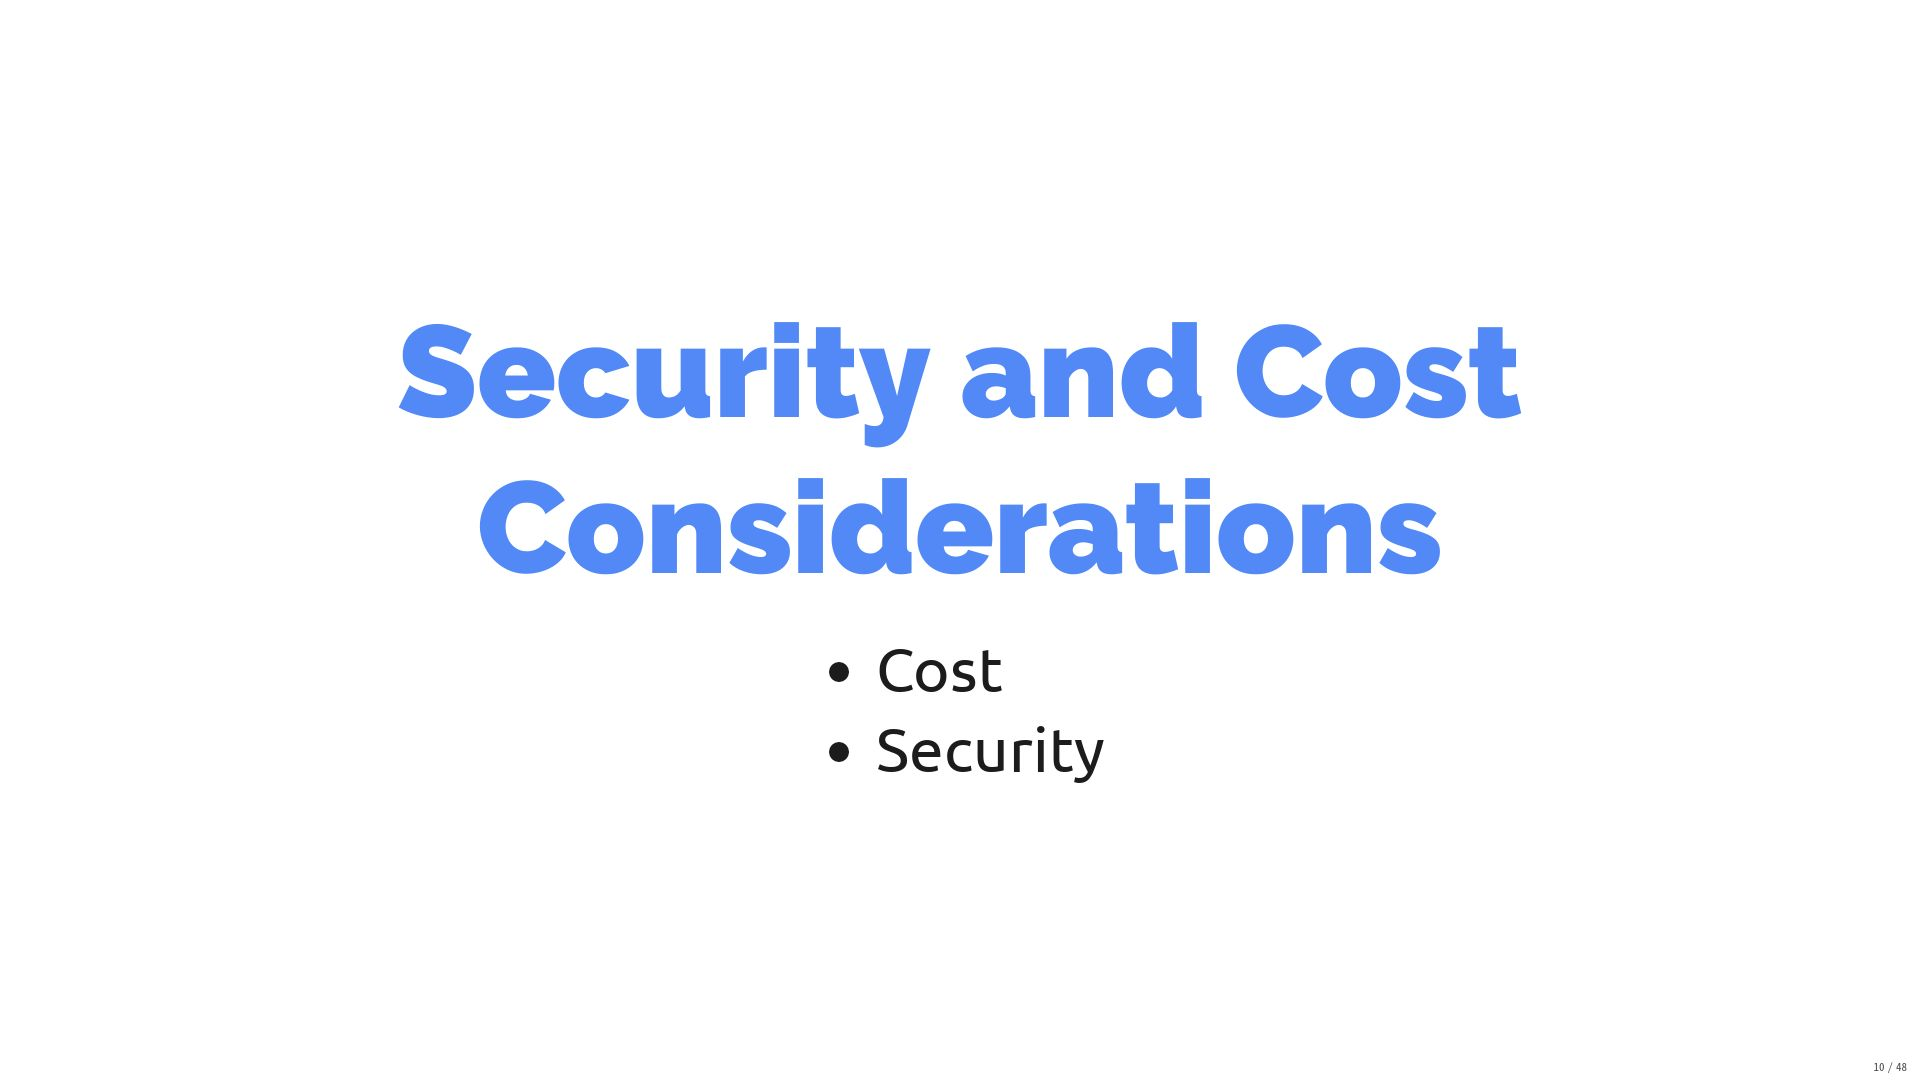 Security and Cost
Considerations
• Cost
• Security
10 / 48